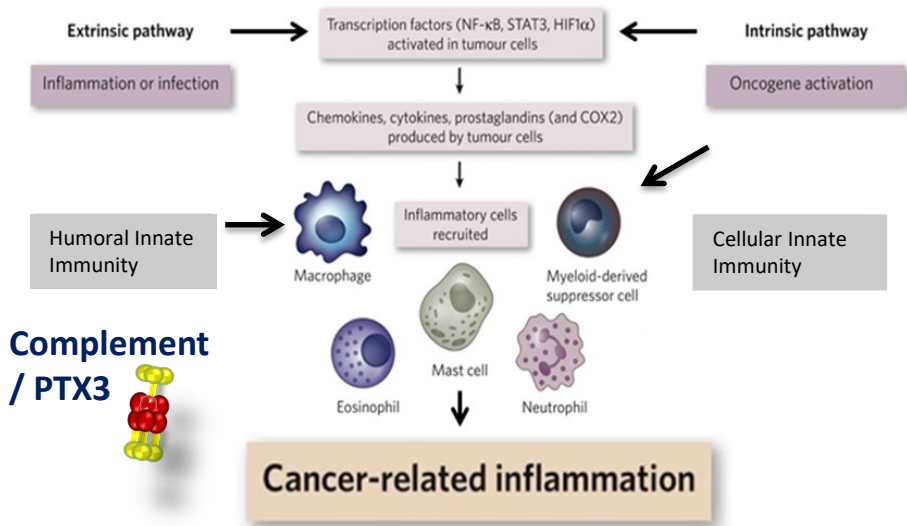 Extrinsic pathway
Transcription factors (NF-κB, STAT3, HIF1α)
activated in tumour cells
Intrinsic pathway
Inflammation or infection
Oncogene activation
Chemokines, cytokines, prostaglandins (and COX2)
produced by tumour cells
Humoral Innate
Immunity
Inflammatory cells
recruited
Cellular Innate
Immunity
Macrophage
Myeloid-derived
suppressor cell
Complement
/ PTX3
Mast cell
Eosinophil
Neutrophil
Cancer-related inflammation